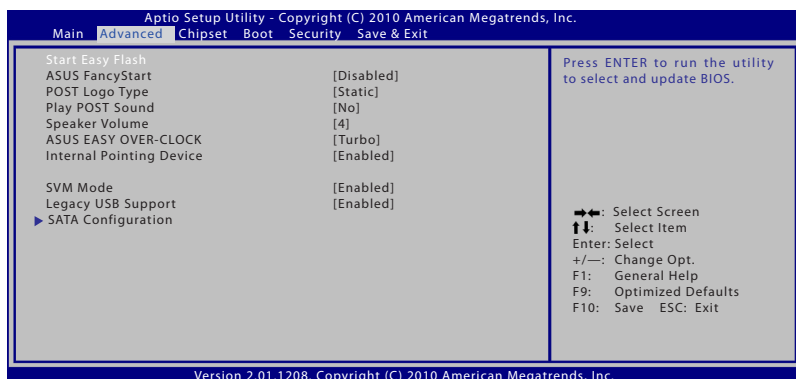 Aptio Setup Utility - Copyright (C) 2010 American Megatrends, Inc.
Main Advanced Chipset Boot Security Save & Exit
Start Easy Flash
ASUS FancyStart [Disabled]
POST Logo Type [Static]
Play POST Sound [No]
Speaker Volume [4]
ASUS EASY OVER-CLOCK [Turbo]
Internal Pointing Device [Enabled]
SVM Mode [Enabled]
Legacy USB Support [Enabled]
▶ SATA Configuration
Press ENTER to run the utility
to select and update BIOS.
→←: Select Screen
↑↓: Select Item
Enter: Select
+/—: Change Opt.
F1: General Help
F9: Optimized Defaults
F10: Save ESC: Exit
Version 2.01.1208. Copyright (C) 2010 American Megatrends, Inc.